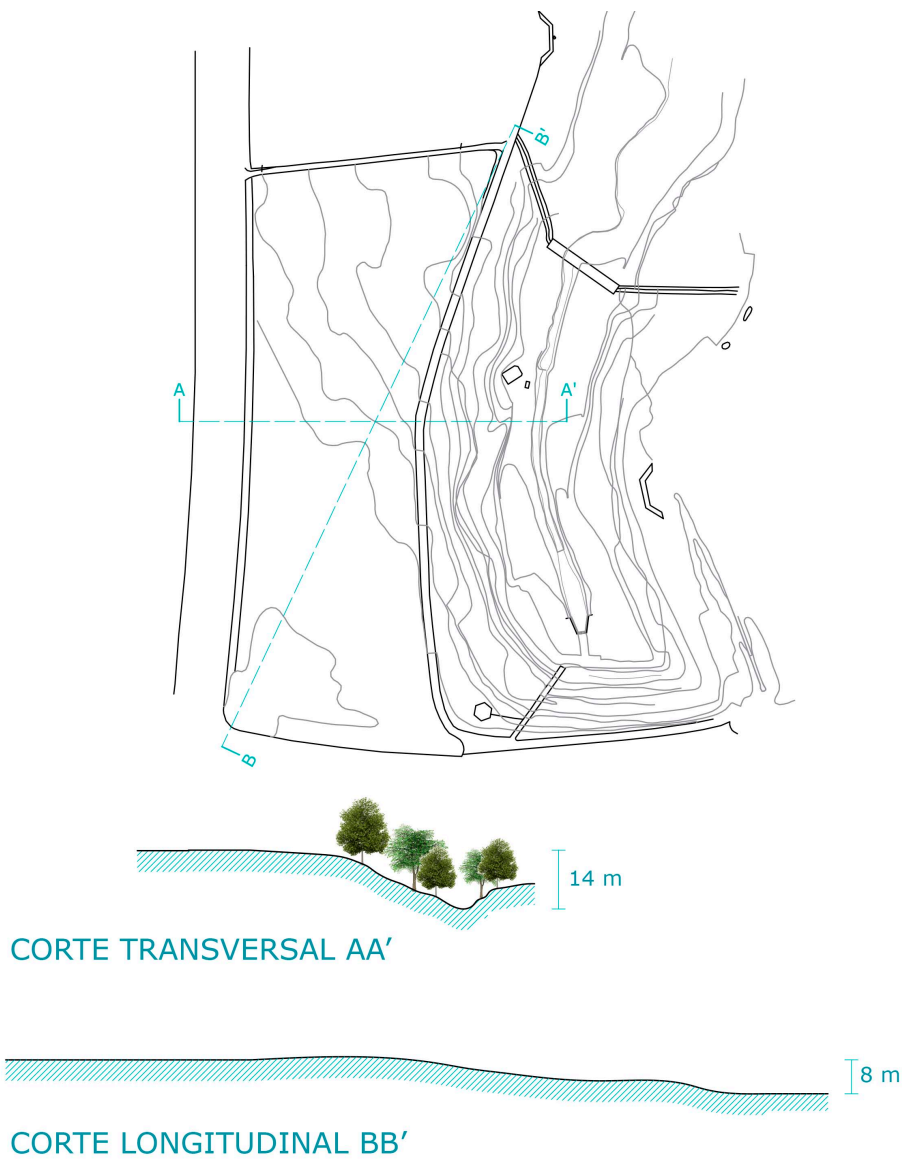 B'
A
A'
B
14 m
CORTE TRANSVERSAL AA’
8 m
CORTE LONGITUDINAL BB’